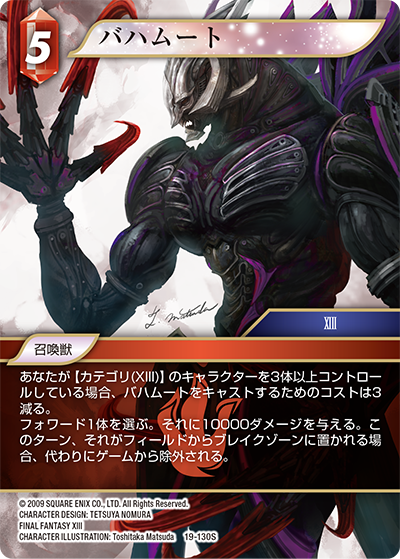 5
バハムート
XIII
召喚獣
あなたが【カテゴリ(XIII)】のキャラクターを3体以上コントロー
ルしている場合、バハムートをキャストするためのコストは3
減る。
フォワード1体を選ぶ。それに10000ダメージを与える。こ
のターン、それがフィールドからブレイクゾーンに置かれる場
合、代わりにゲームから除外される。
© 2009 SQUARE ENIX CO., LTD. All Rights Reserved.
CHARACTER DESIGN: TETSUYA NOMURA
FINAL FANTASY XIII
CHARACTER ILLUSTRATION: Toshitaka Matsuda
19-130S